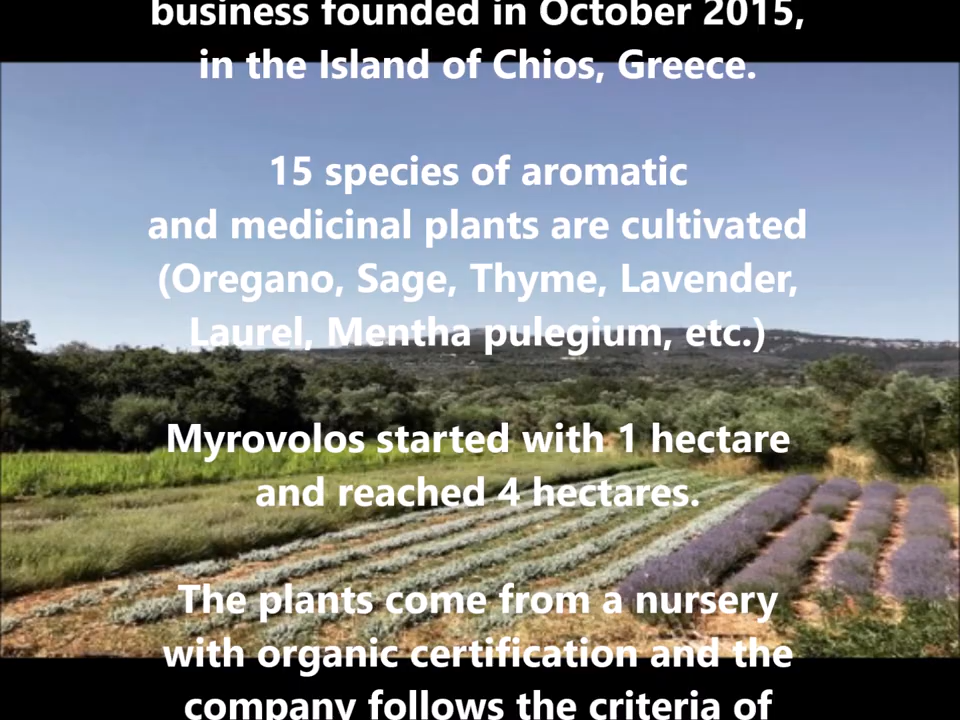 business founded in October 2015,
in the Island of Chios, Greece.
15 species of aromatic
and medicinal plants are cultivated
(Oregano, Sage, Thyme, Lavender,
Laurel, Mentha pulegium, etc.)
Myrovolos started with 1 hectare
and reached 4 hectares.
The plants come from a nursery
with organic certification and the
company follows the criteria of